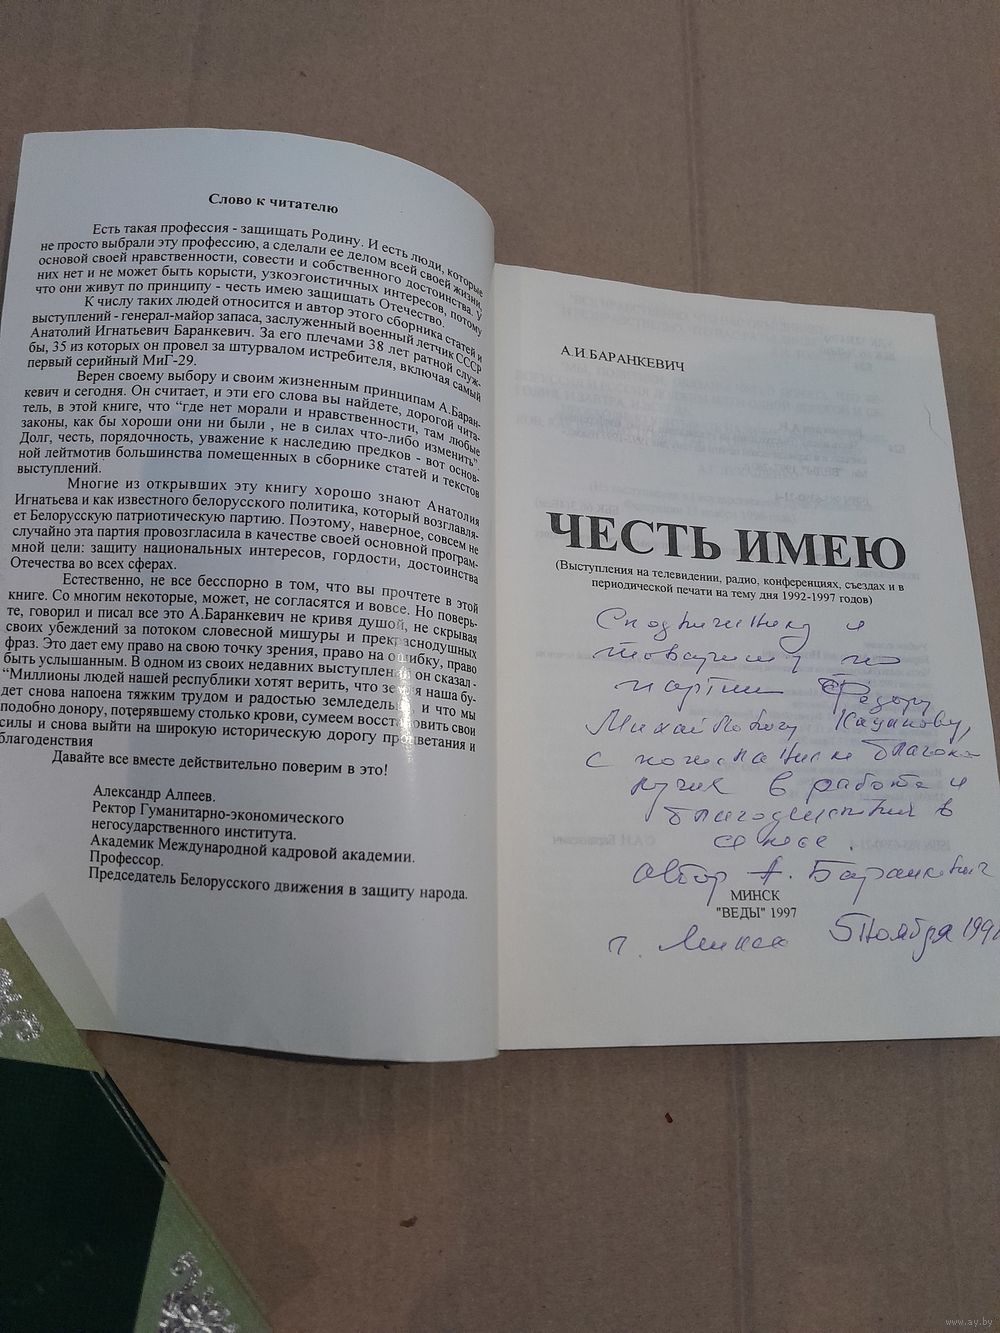 Слово к читателю
Есть такая профессия - защищать Родину. И есть люди, которые
не просто выбрали эту профессию, а сделали ее делом всей своей жизни,
основой своей нравственности, совести и собственного достоинства. У
них нет и не может быть корысти, узкоэгоистичных интересов, потому
что они живут по принципу - честь имею защищать Отечество.
К числу таких людей относится и автор этого сборника статей и
выступлений - генерал-майор запаса, заслуженный военный летчик СССР
Анатолий Игнатьевич Баранкевич. За его плечами 38 лет ратной служ-
бы, 35 из которых он провел за штурвалом истребителя, включая самый
первый серийный МиГ-29.
Верен своему выбору и своим жизненным принципам А.Баран-
кевич и сегодня. Он считает, и эти его слова вы найдете, дорогой чита-
тель, в этой книге, что “где нет морали и нравственности, там любые
законы, как бы хороши они ни были , не в силах что-либо изменить”.
Долг, честь, порядочность, уважение к наследию предков - вот основ-
ной лейтмотив большинства помещенных в сборнике статей и текстов
выступлений.
Многие из открывших эту книгу хорошо знают Анатолия
Игнатьева и как известного белорусского политика, который возглавля-
ет Белорусскую патриотическую партию. Поэтому, наверное, совсем не
случайно эта партия провозгласила в качестве своей основной програм-
мной цели: защиту национальных интересов, гордости, достоинства
Отечества во всех сферах.
Естественно, не все бесспорно в том, что вы прочтете в этой
книге. Со многим некоторые, может, не согласятся и вовсе. Но поверь-
те, говорил и писал все это А.Баранкевич не кривя душой, не скрывая
своих убеждений за потоком словесной мишуры и прекраснодушных
фраз. Это дает ему право на свою точку зрения, право на ошибку, право
быть услышанным. В одном из своих недавних выступлений он сказал -
“Миллионы людей нашей республики хотят верить, что земля наша бу-
дет снова напоена тяжким трудом и радостью земледельца, и что мы
подобно донору, потерявшему столько крови, сумеем восстановить свои
силы и снова выйти на широкую историческую дорогу процветания и
благоденствия
Давайте все вместе действительно поверим в это!
Александр Алпеев.
Ректор Гуманитарно-экономического
негосударственного института.
Академик Международной кадровой академии.
Профессор.
Председатель Белорусского движения в защиту народа.
А.И.БАРАНКЕВИЧ
ЧЕСТЬ ИМЕЮ
(Выступления на телевидении, радио, конференциях, съездах и в
периодической печати на тему дня 1992-1997 годов)
Сподвижнику и
товарищу по
партии Федору
Михайловичу Кадикову,
с пожеланием благопо
лучия в работе и
благоденствия в
семье.
автор А. Баранкевич
МИНСК
"ВЕДЫ" 1997
г. Минск 5 Ноября
www.ay.by